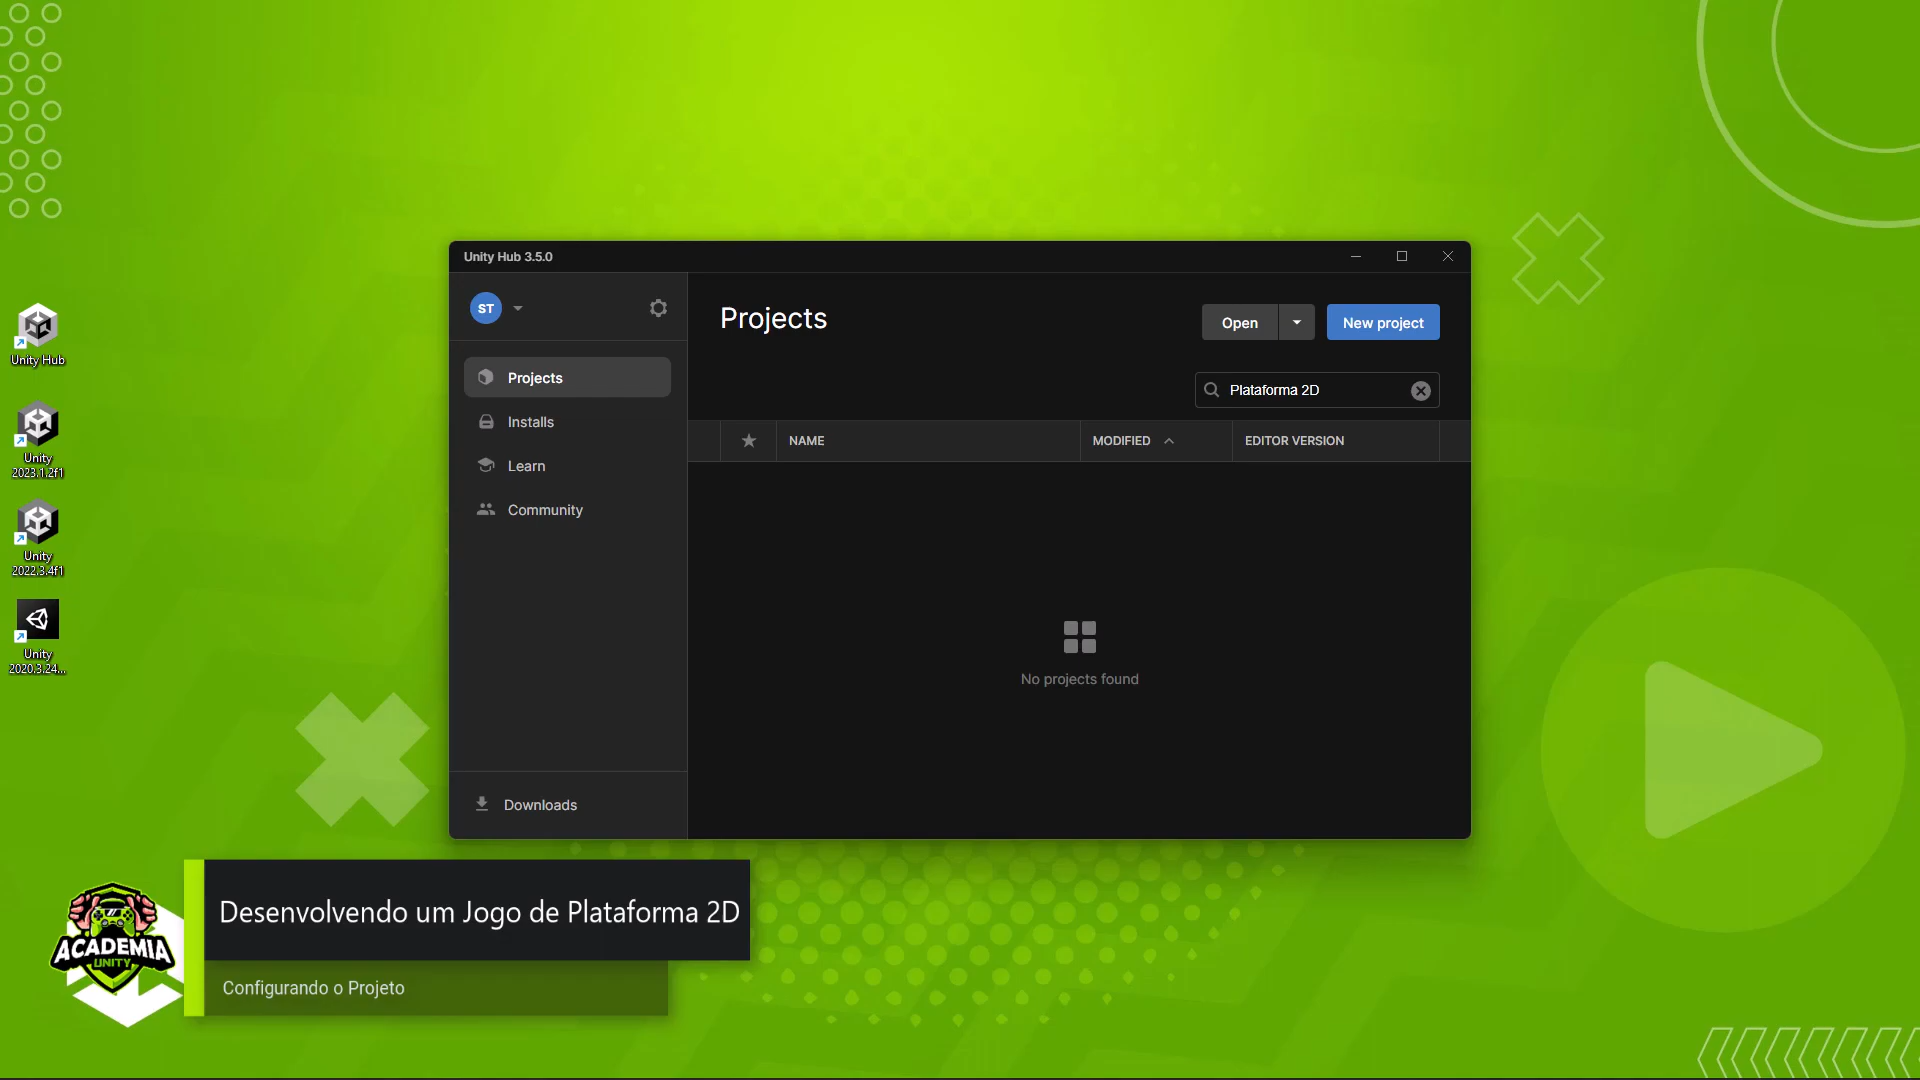 Unity Hub 3.5.0
ST
Projects
Open
New project
Projects
Installs
Learn
Community
Plataforma 2D
NAME
MODIFIED
EDITOR VERSION
No projects found
Downloads
Unity Hub
Unity
2023.1.2f1
Unity
2022.3.4f1
Unity
2020.3.24...
Desenvolvendo um Jogo de Plataforma 2D
Configurando o Projeto
ACADEMIA
UNITY